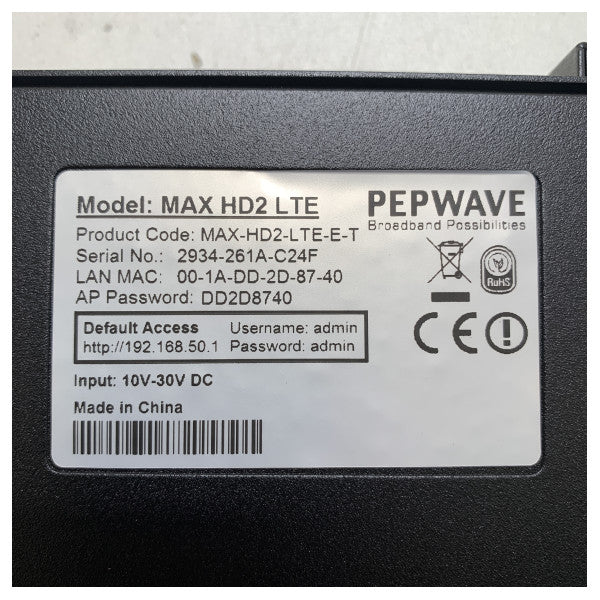 Model: MAX HD2 LTE
PEPWAVE
Broadband Possibilities
Product Code: MAX-HD2-LTE-E-T
Serial No.: 2934-261A-C24F
LAN MAC: 00-1A-DD-2D-87-40
AP Password: DD2D8740
RoHS
CE
Default Access Username: admin
http://192.168.50.1 Password: admin
Input: 10V-30V DC
Made in China